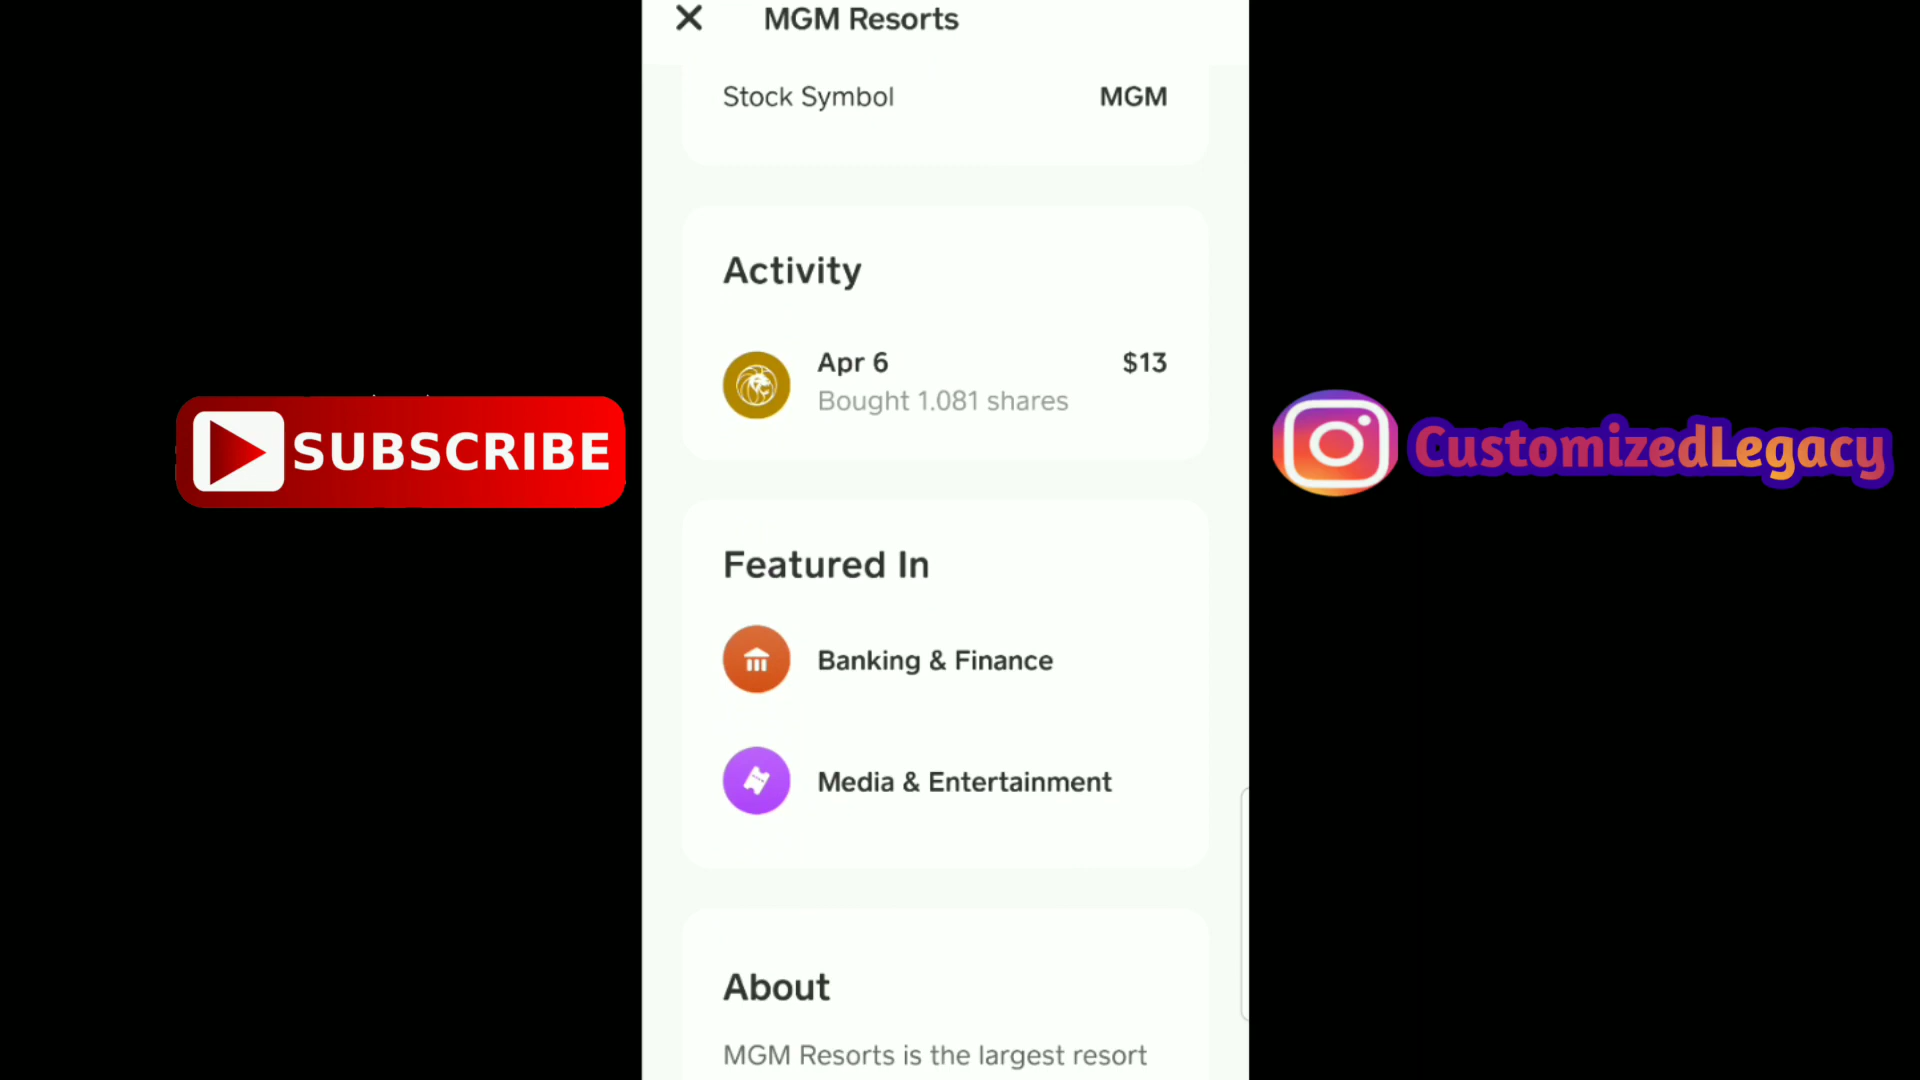 MGM Resorts
Stock Symbol MGM
Activity
Apr 6 $13
Bought 1.081 shares
SUBSCRIBE
CustomizedLegacy
Featured In
Banking & Finance
Media & Entertainment
About
MGM Resorts is the largest resort